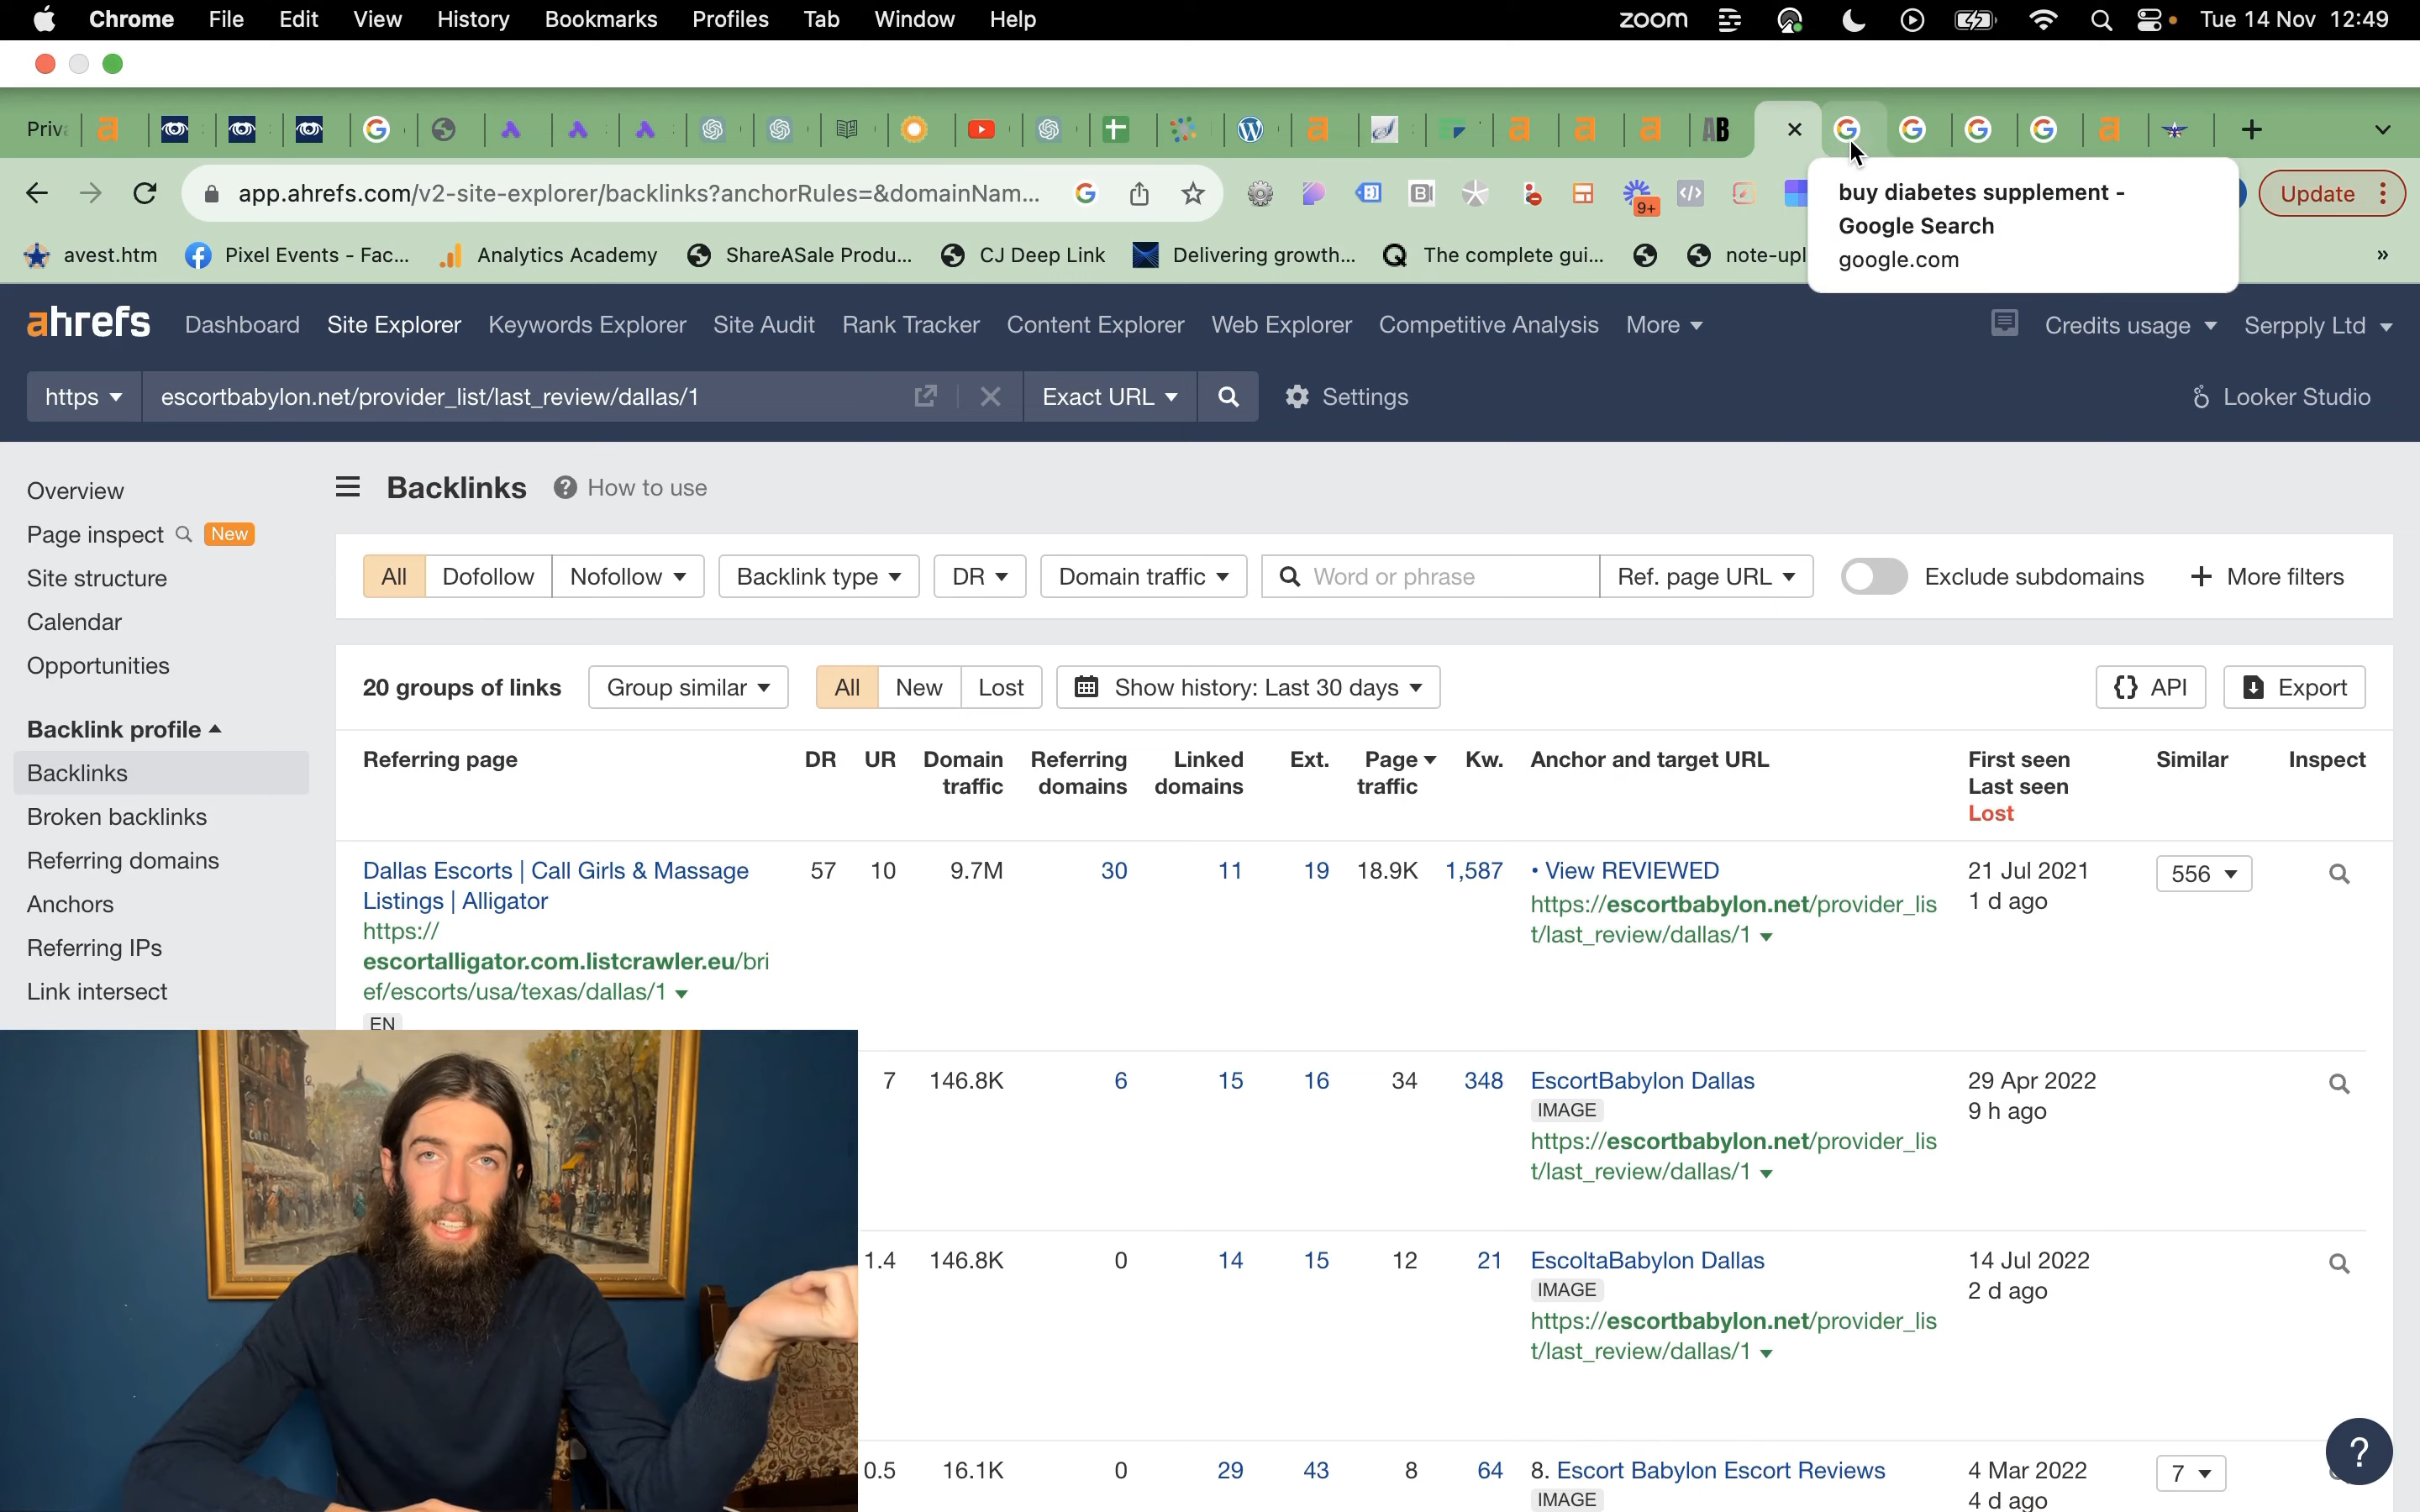 Chrome File Edit View History Bookmarks Profiles Tab Window Help zoom Tue 14 Nov 12:49
Priv
AB
app.ahrefs.com/v2-site-explorer/backlinks?anchorRules=&domainNam...
9+
Update
buy diabetes supplement -
Google Search
google.com
avest.htm Pixel Events - Fac... Analytics Academy ShareASale Produ... CJ Deep Link Delivering growth... The complete gui... note-upl »
ahrefs Dashboard Site Explorer Keywords Explorer Site Audit Rank Tracker Content Explorer Web Explorer Competitive Analysis More Credits usage Serpply Ltd
https escortbabylon.net/provider_list/last_review/dallas/1 Exact URL Settings Looker Studio
Overview
Page inspect New
Site structure
Calendar
Opportunities
Backlink profile
Backlinks
Broken backlinks
Referring domains
Anchors
Referring IPs
Link intersect
Backlinks ? How to use
All Dofollow Nofollow Backlink type DR Domain traffic Word or phrase Ref. page URL Exclude subdomains + More filters
20 groups of links Group similar All New Lost Show history: Last 30 days {} API Export
Referring page DR UR Domain Referring Linked Ext. Page Kw. Anchor and target URL First seen Similar Inspect
traffic domains domains traffic Last seen
Lost
Dallas Escorts | Call Girls & Massage 57 10 9.7M 30 11 19 18.9K 1,587 • View REVIEWED 21 Jul 2021 556
Listings | Alligator https://escortbabylon.net/provider_lis 1 d ago
https:// t/last_review/dallas/1
escortalligator.com.listcrawler.eu/bri
ef/escorts/usa/texas/dallas/1
EN
7 146.8K 6 15 16 34 348 EscortBabylon Dallas 29 Apr 2022
IMAGE 9 h ago
https://escortbabylon.net/provider_lis
t/last_review/dallas/1
1.4 146.8K 0 14 15 12 21 EscoltaBabylon Dallas 14 Jul 2022
IMAGE 2 d ago
https://escortbabylon.net/provider_lis
t/last_review/dallas/1
0.5 16.1K 0 29 43 8 64 8. Escort Babylon Escort Reviews 4 Mar 2022 7
IMAGE 4 d ago
?